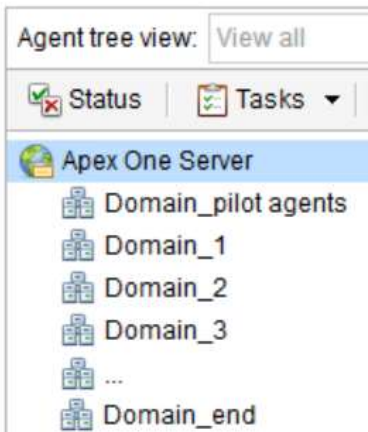 Agent tree view: View all
Status Tasks
Apex One Server
Domain_pilot agents
Domain_1
Domain_2
Domain_3
...
Domain_end